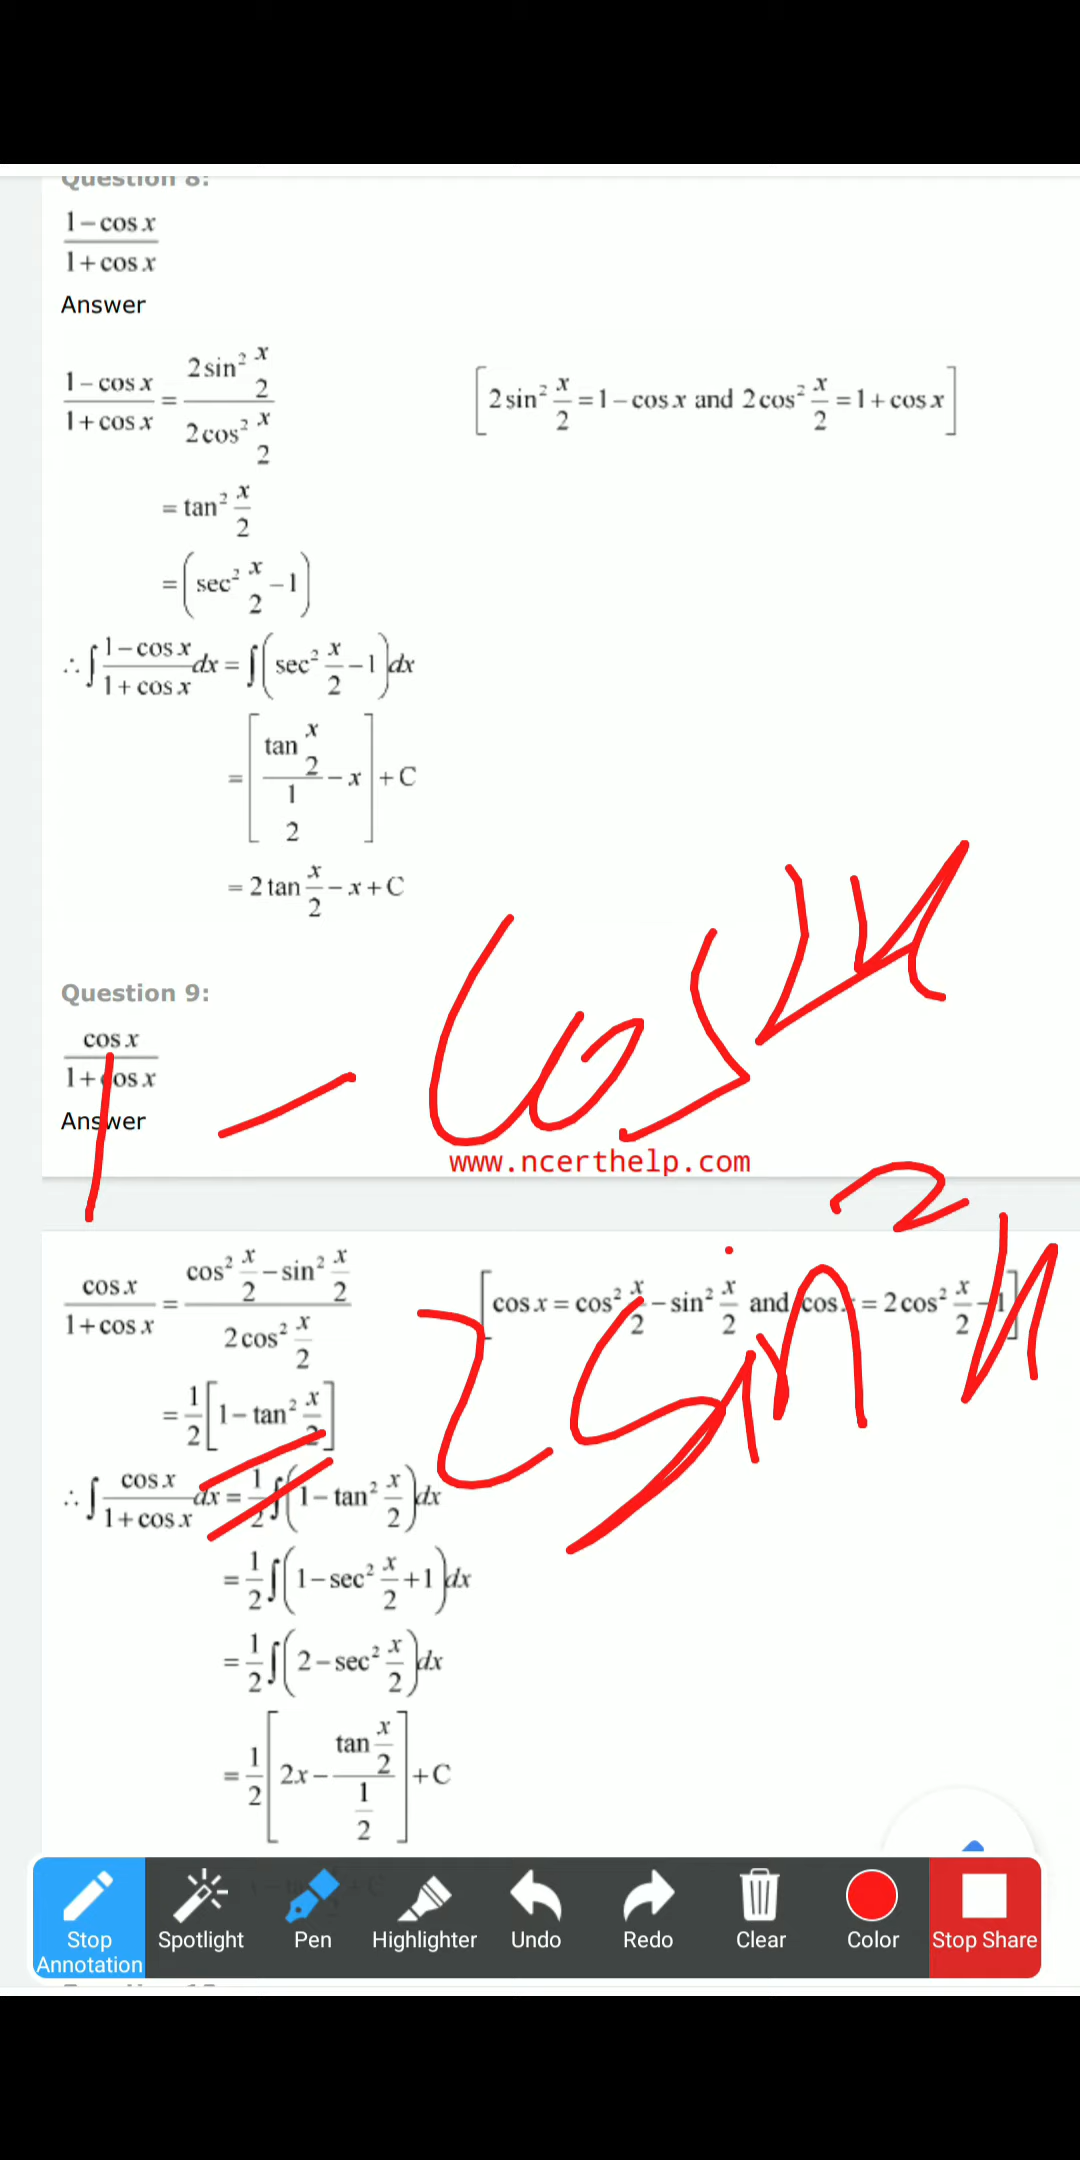 Question 8:
1 − cos x / 1 + cos x
Answer
1 − cos x / 1 + cos x = 2 sin² x/2 / 2 cos² x/2 [2 sin² x/2 = 1 − cos x and 2 cos² x/2 = 1 + cos x]
= tan² x/2
= (sec² x/2 − 1)
∴ ∫ 1 − cos x / 1 + cos x dx = ∫ (sec² x/2 − 1) dx
= [tan x/2 / 1/2 − x] + C
= 2 tan x/2 − x + C
Question 9:
cos x / 1 + cos x
Answer
1 − cos 2x
www.ncerthelp.com
= 2 sin² x
cos x / 1 + cos x = cos² x/2 − sin² x/2 / 2 cos² x/2 [cos x = cos² x/2 − sin² x/2 and cos x = 2 cos² x/2 − 1]
= 1/2 [1 − tan² x/2]
∴ ∫ cos x / 1 + cos x dx = 1/2 ∫ (1 − tan² x/2) dx
= 1/2 ∫ (1 − sec² x/2 + 1) dx
= 1/2 ∫ (2 − sec² x/2) dx
= 1/2 [2x − tan x/2 / 1/2] + C
Stop Annotation Spotlight Pen Highlighter Undo Redo Clear Color Stop Share